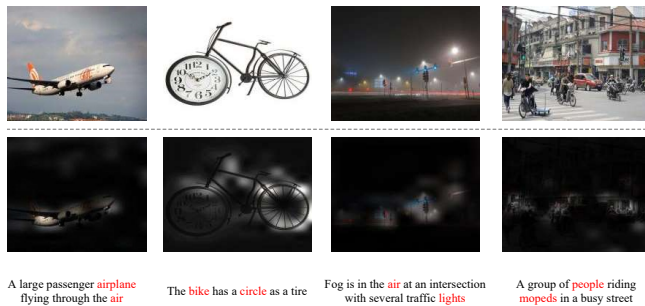 A large passenger airplane
flying through the air
The bike has a circle as a tire
Fog is in the air at an intersection
with several traffic lights
A group of people riding
mopeds in a busy street